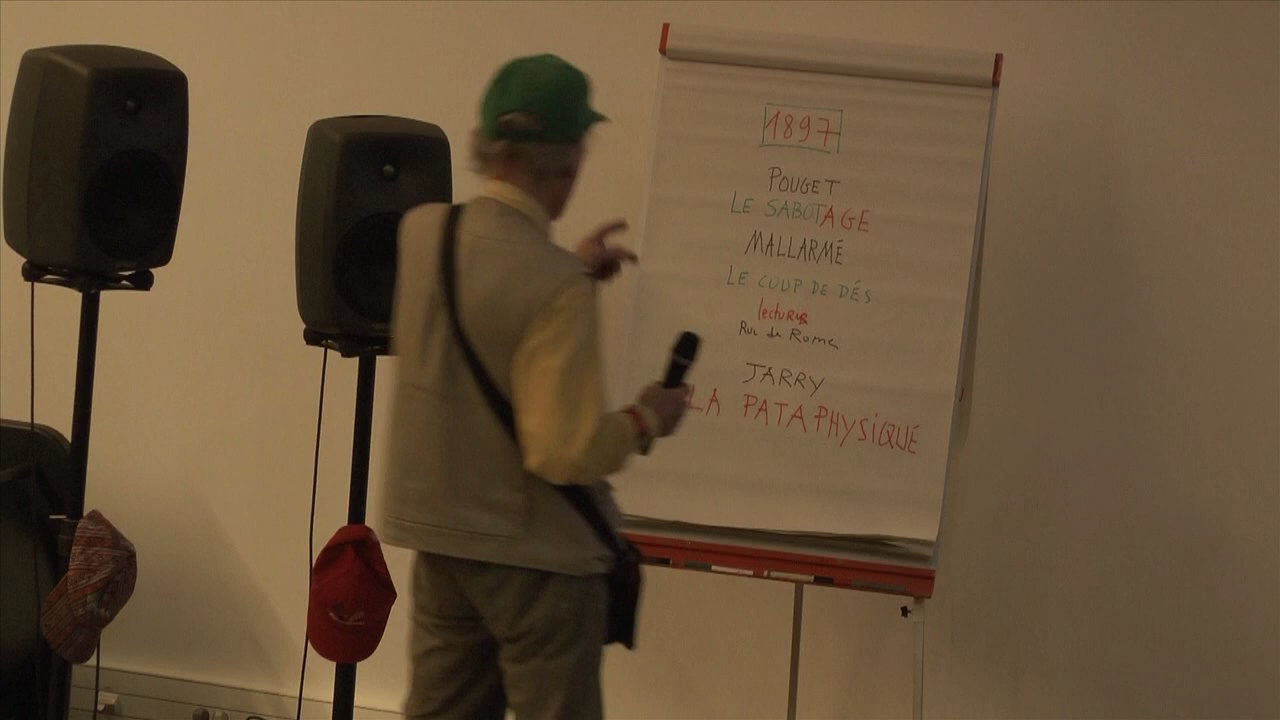 1897
POUGET
LE SABOTAGE
MALLARMÉ
LE COUP DE DÉS
lecture
Rue de Rome
JARRY
LA PATAPHYSIQUE